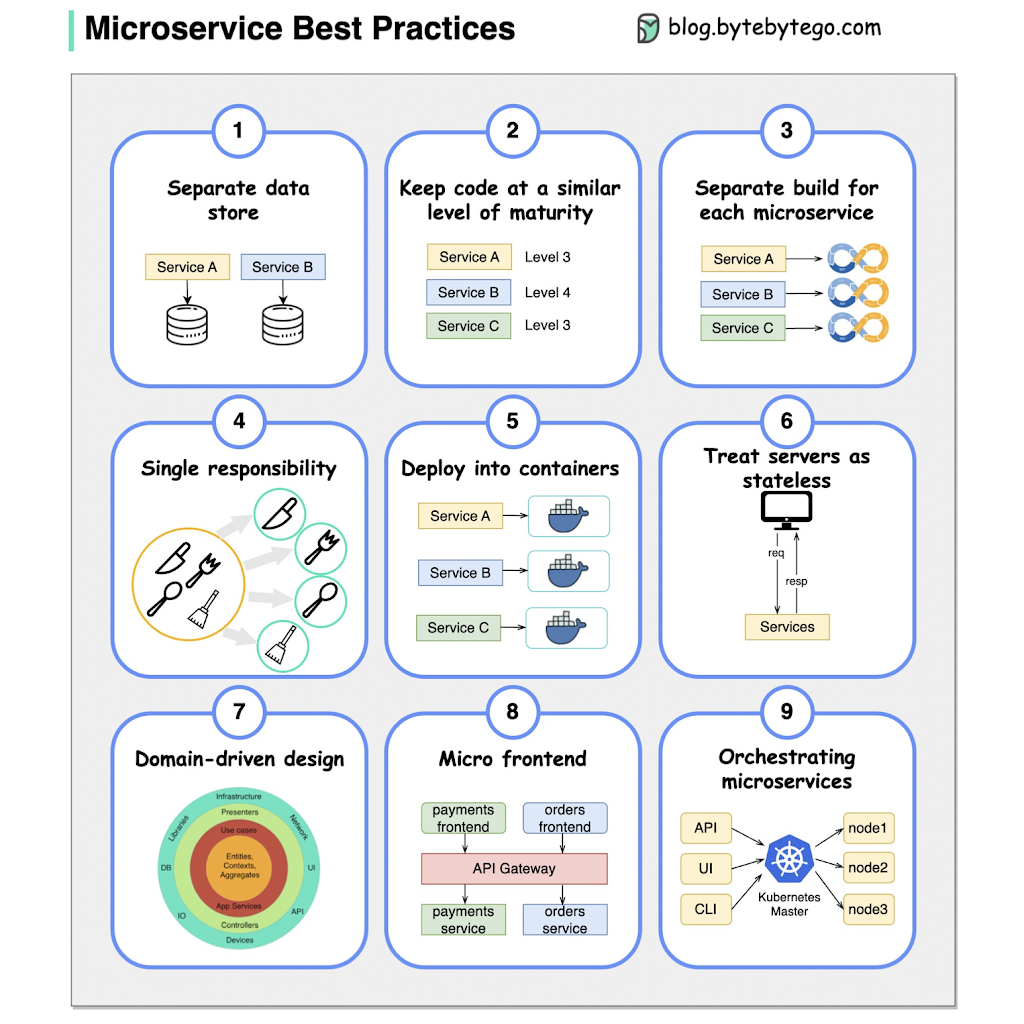 Microservice Best Practices
blog.bytebytego.com
1
Separate data
store
Service A
Service B
2
Keep code at a similar
level of maturity
Service A
Level 3
Service B
Level 4
Service C
Level 3
3
Separate build for
each microservice
Service A
Service B
Service C
4
Single responsibility
5
Deploy into containers
Service A
Service B
Service C
6
Treat servers as
stateless
req
resp
Services
7
Domain-driven design
Infrastructure
Presenters
Libraries
Network
Use cases
DB
Entities,
Contexts,
Aggregates
UI
App Services
IO
API
Controllers
Devices
8
Micro frontend
payments
frontend
orders
frontend
API Gateway
payments
service
orders
service
9
Orchestrating
microservices
API
UI
CLI
Kubernetes
Master
node1
node2
node3